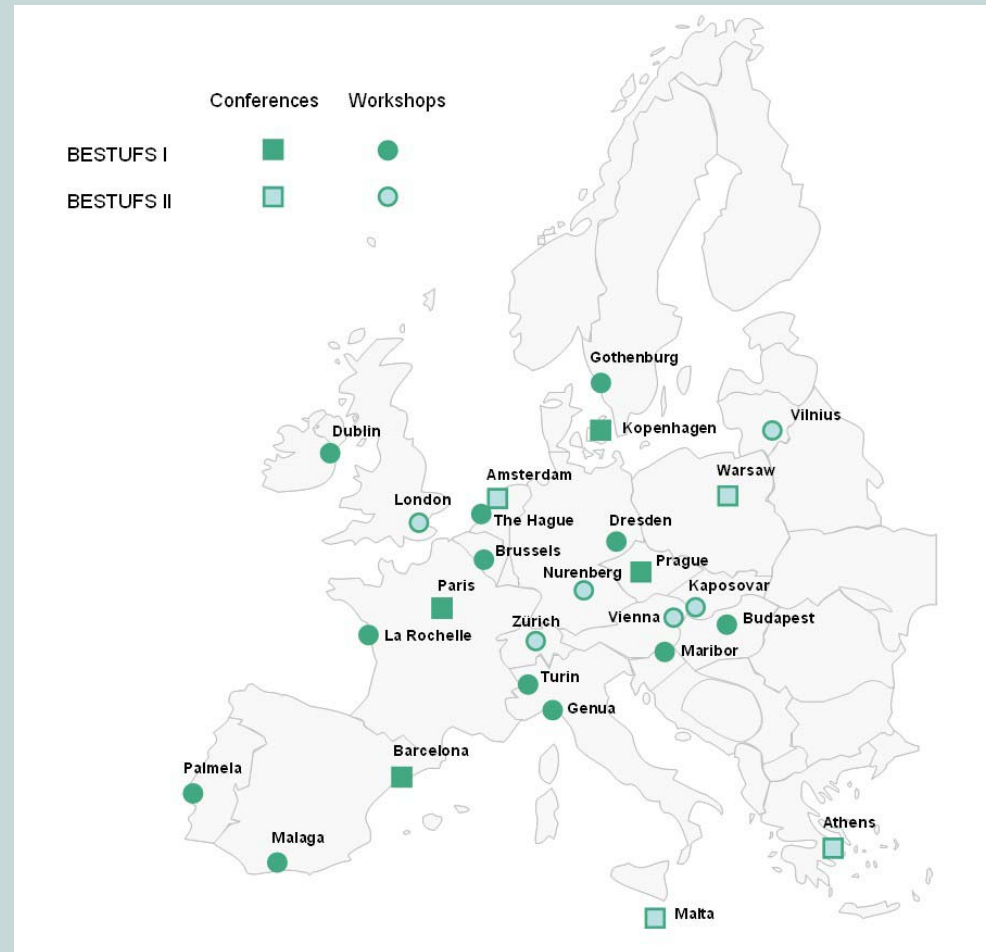 Conferences Workshops
BESTUFS I
BESTUFS II
Gothenburg
Kopenhagen
Vilnius
Dublin
Warsaw
Amsterdam
London
The Hague
Dresden
Brussels
Prague
Nurenberg
Kaposovar
Paris
Vienna
Budapest
Zürich
La Rochelle
Maribor
Turin
Genua
Barcelona
Palmela
Malaga
Athens
Malta